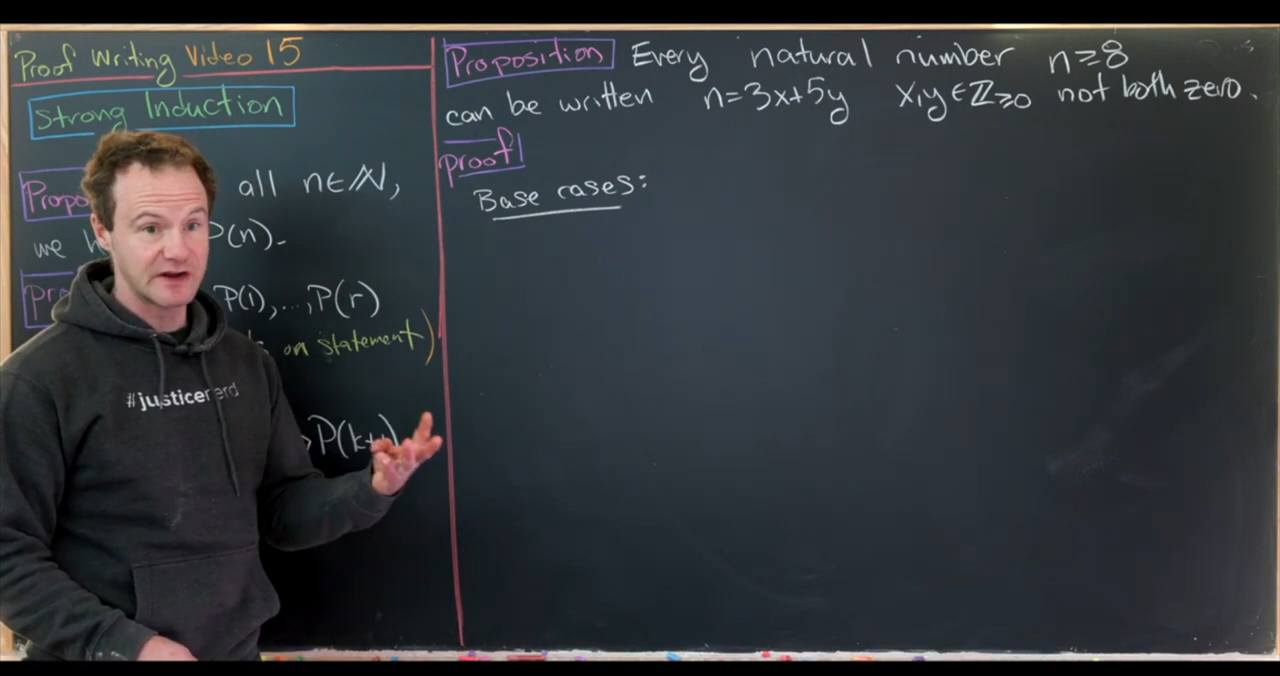 Proof Writing Video 15
Strong Induction
all n∈ℕ,
we P(n).
P(1),...,P(r)
on statement)
P(k+1)
#justicenerd
Proposition Every natural number n≥8
can be written n=3x+5y x,y∈ℤ≥0 not both zero.
proof
Base cases: